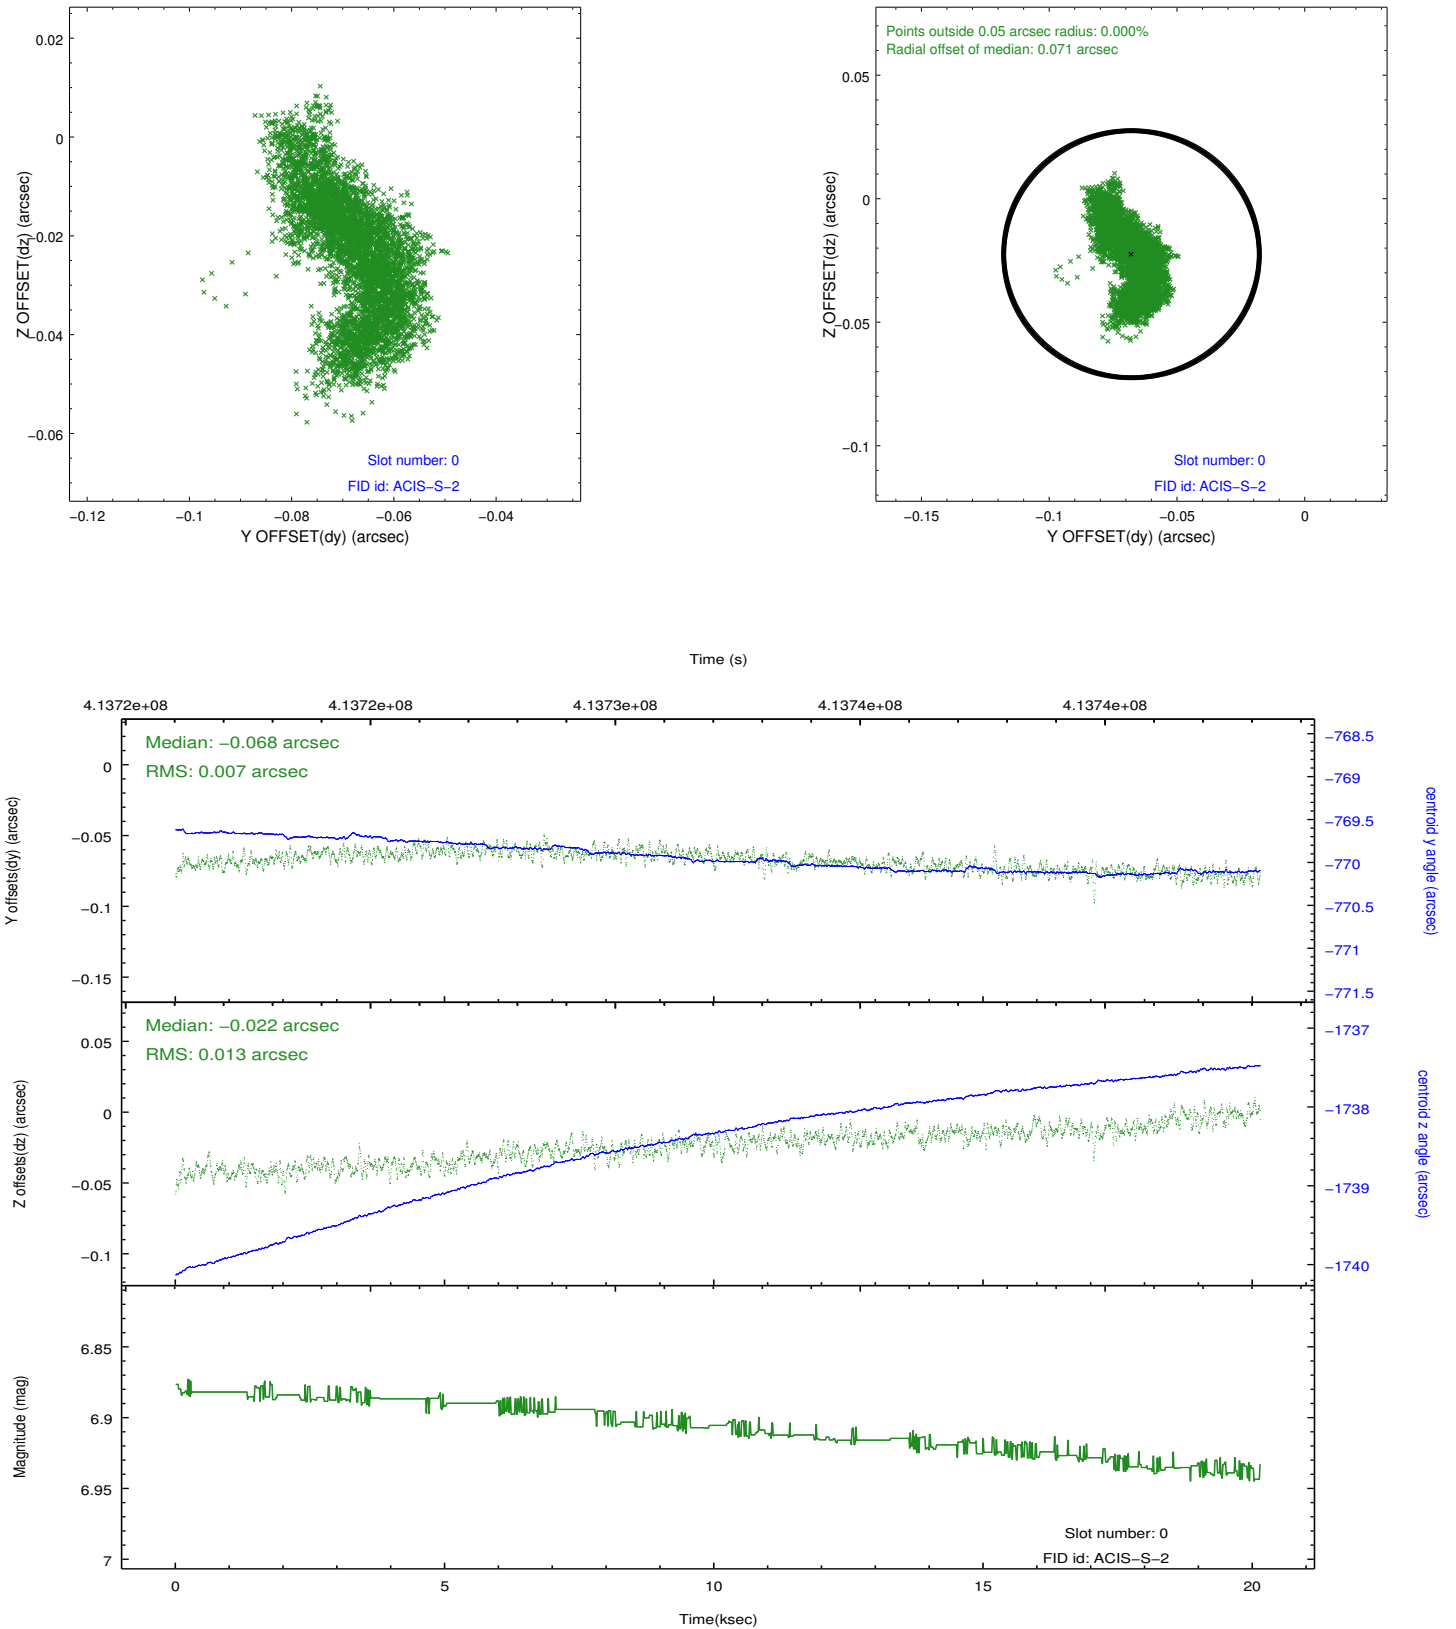 0.02
0
−0.02
−0.04
−0.06
Z OFFSET(dz) (arcsec)
Slot number: 0
FID id: ACIS−S−2
−0.12
−0.1
−0.08
−0.06
−0.04
Y OFFSET(dy) (arcsec)
Points outside 0.05 arcsec radius: 0.000%
Radial offset of median: 0.071 arcsec
0.05
0
−0.05
−0.1
Z OFFSET(dz) (arcsec)
Slot number: 0
FID id: ACIS−S−2
−0.15
−0.1
−0.05
0
Y OFFSET(dy) (arcsec)
Time (s)
4.1372e+08
4.1372e+08
4.1373e+08
4.1374e+08
4.1374e+08
Median: −0.068 arcsec
RMS: 0.007 arcsec
0
−0.05
−0.1
−0.15
Y offsets(dy) (arcsec)
−768.5
−769
−769.5
−770
−770.5
−771
−771.5
centroid y angle (arcsec)
Median: −0.022 arcsec
RMS: 0.013 arcsec
0.05
0
−0.05
−0.1
Z offsets(dz) (arcsec)
−1737
−1738
−1739
−1740
centroid z angle (arcsec)
6.85
6.9
6.95
7
Magnitude (mag)
Slot number: 0
FID id: ACIS−S−2
0
5
10
15
20
Time(ksec)